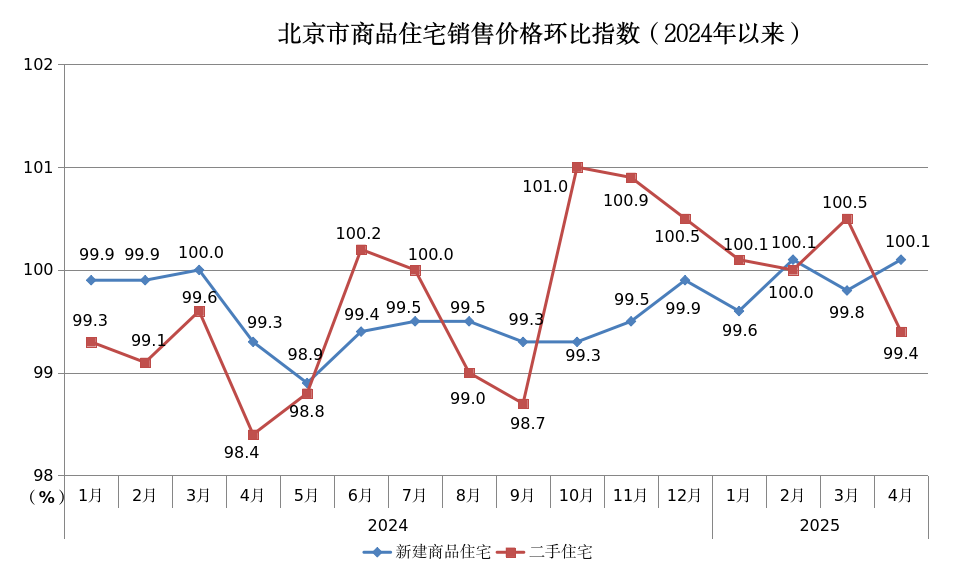 北京市商品住宅销售价格环比指数（2024年以来）
102
101
100
99
98
（%）
99.9 99.9 100.0 99.3 98.9 99.4 99.5 99.5 99.3 99.3 99.5 99.9 99.6 100.1 99.8 100.1
99.3 99.1 99.6 98.4 98.8 100.2 100.0 99.0 98.7 101.0 100.9 100.5 100.1 100.0 100.5 99.4
1月 2月 3月 4月 5月 6月 7月 8月 9月 10月 11月 12月 1月 2月 3月 4月
2024 2025
新建商品住宅 二手住宅